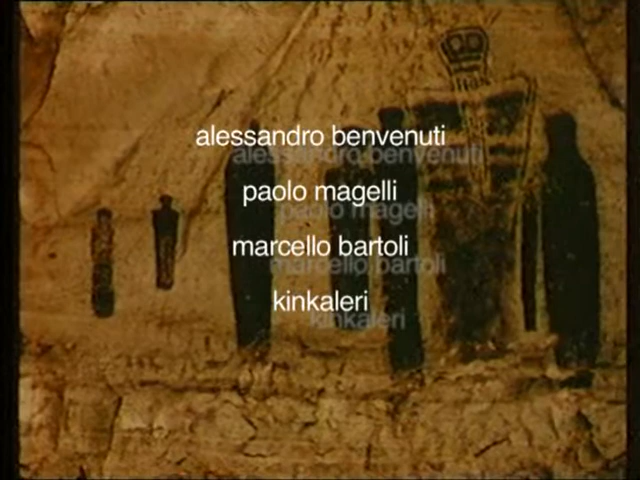 alessandro benvenuti
paolo magelli
marcello bartoli
kinkaleri